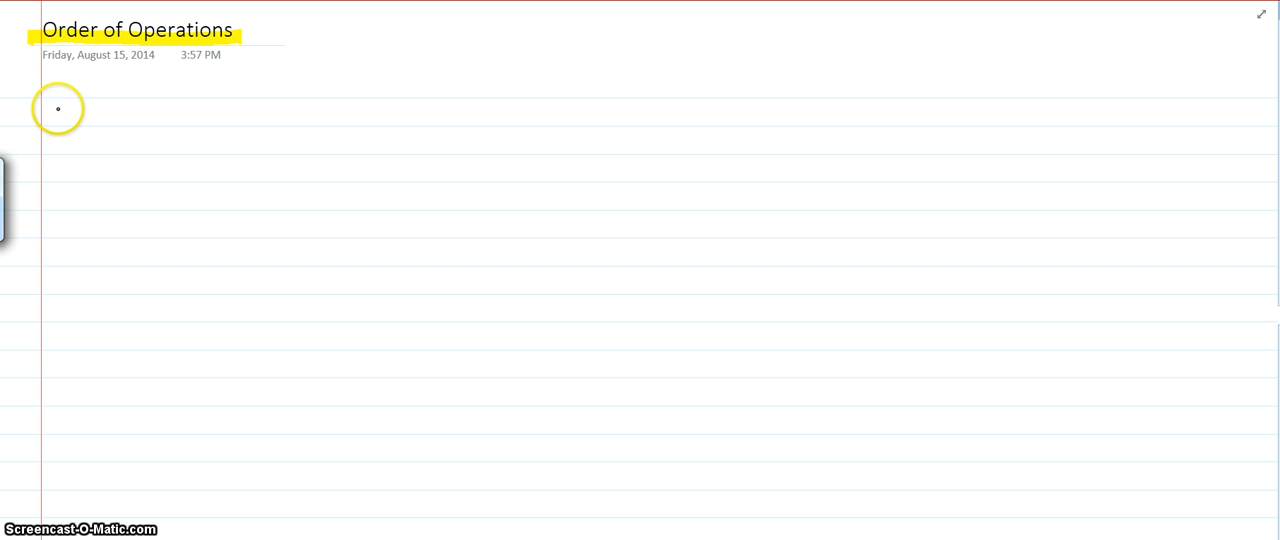 Order of Operations
Friday, August 15, 2014 3:57 PM
Screencast-O-Matic.com